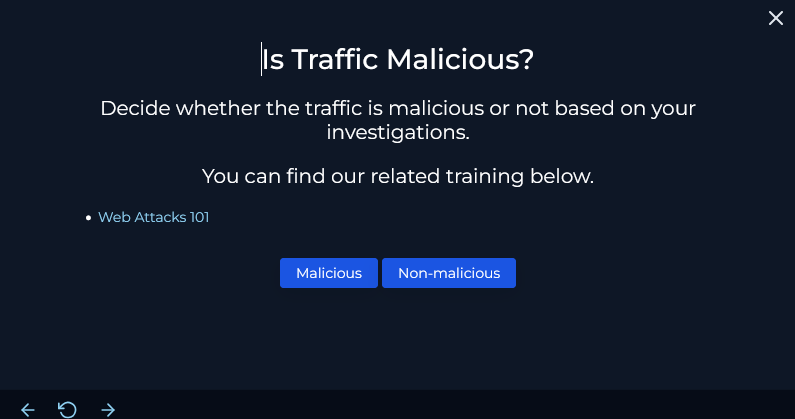 Is Traffic Malicious?
Decide whether the traffic is malicious or not based on your
investigations.
You can find our related training below.
Web Attacks 101
Malicious
Non-malicious